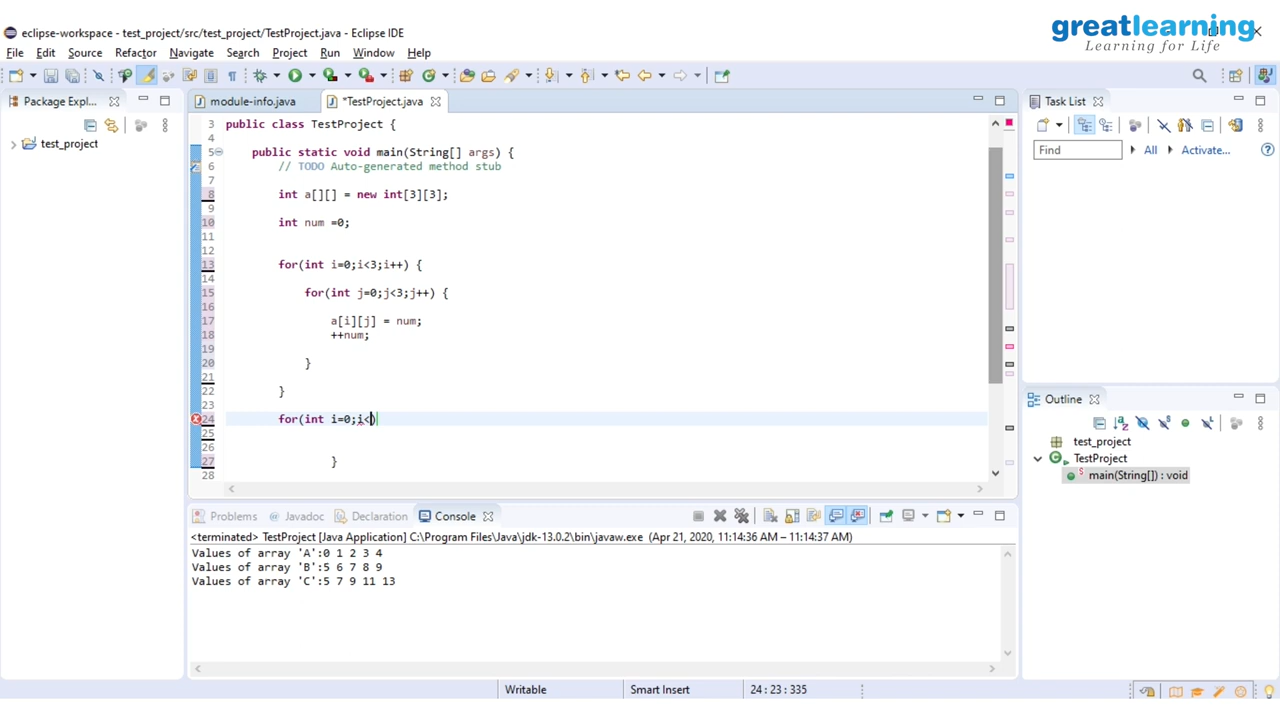 eclipse-workspace - test_project/src/test_project/TestProject.java - Eclipse IDE
greatlearning
Learning for Life
File Edit Source Refactor Navigate Search Project Run Window Help
Package Expl...
module-info.java
*TestProject.java
Task List
test_project
Find
All
Activate...
3 public class TestProject {
4
5 public static void main(String[] args) {
6 // TODO Auto-generated method stub
7
8 int a[][] = new int[3][3];
9
10 int num =0;
11
12
13 for(int i=0;i<3;i++) {
14
15 for(int j=0;j<3;j++) {
16
17 a[i][j] = num;
18 ++num;
19
20 }
21
22 }
23
24 for(int i=0;i<)
25
26
27 }
28
Outline
test_project
TestProject
main(String[]) : void
Problems Javadoc Declaration Console
<terminated> TestProject [Java Application] C:\Program Files\Java\jdk-13.0.2\bin\javaw.exe (Apr 21, 2020, 11:14:36 AM – 11:14:37 AM)
Values of array 'A':0 1 2 3 4
Values of array 'B':5 6 7 8 9
Values of array 'C':5 7 9 11 13
Writable
Smart Insert
24 : 23 : 335